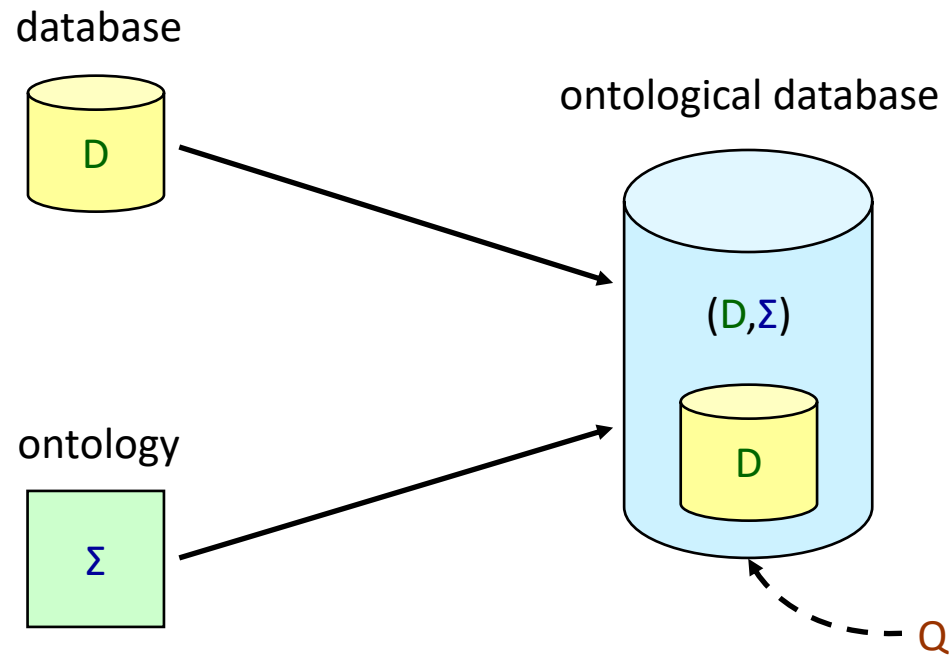 database
D
ontological database
(D,Σ)
D
ontology
Σ
Q